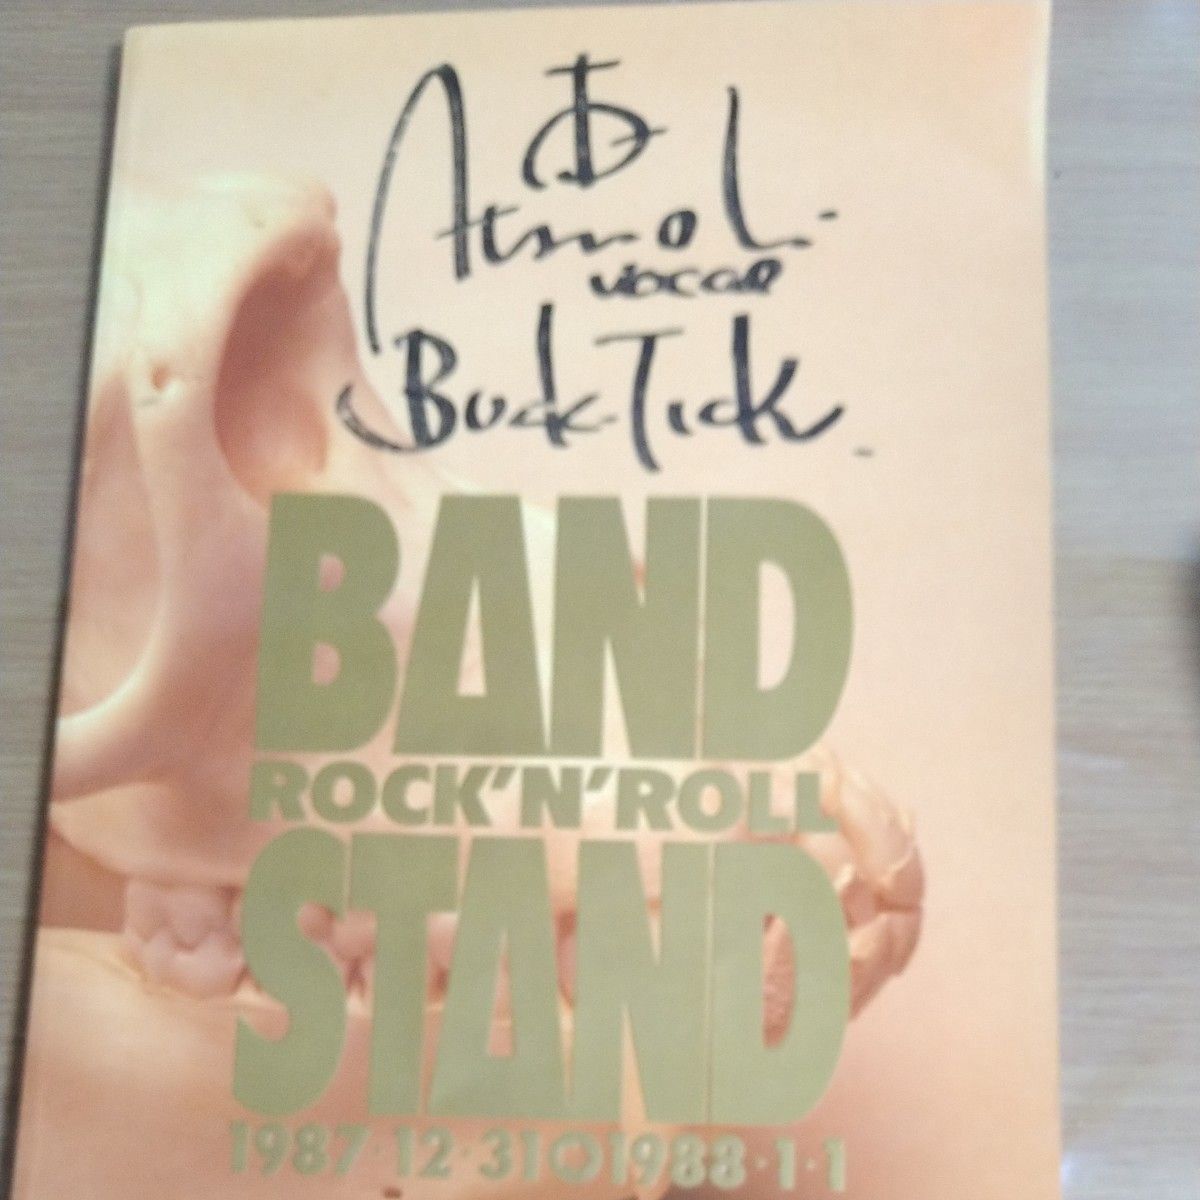 Atsushi
vocal
Buck-Tick
BAND
ROCK'N'ROLL
STAND
1987·12·31○1988·1·1